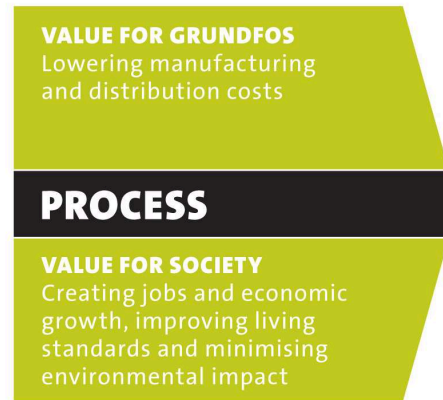 VALUE FOR GRUNDFOS
Lowering manufacturing
and distribution costs
PROCESS
VALUE FOR SOCIETY
Creating jobs and economic
growth, improving living
standards and minimising
environmental impact